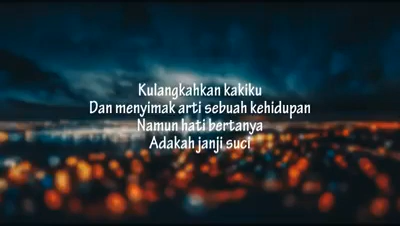 Kulangkahkan kakiku
Dan menyimak arti sebuah kehidupan
Namun hati bertanya
Adakah janji suci